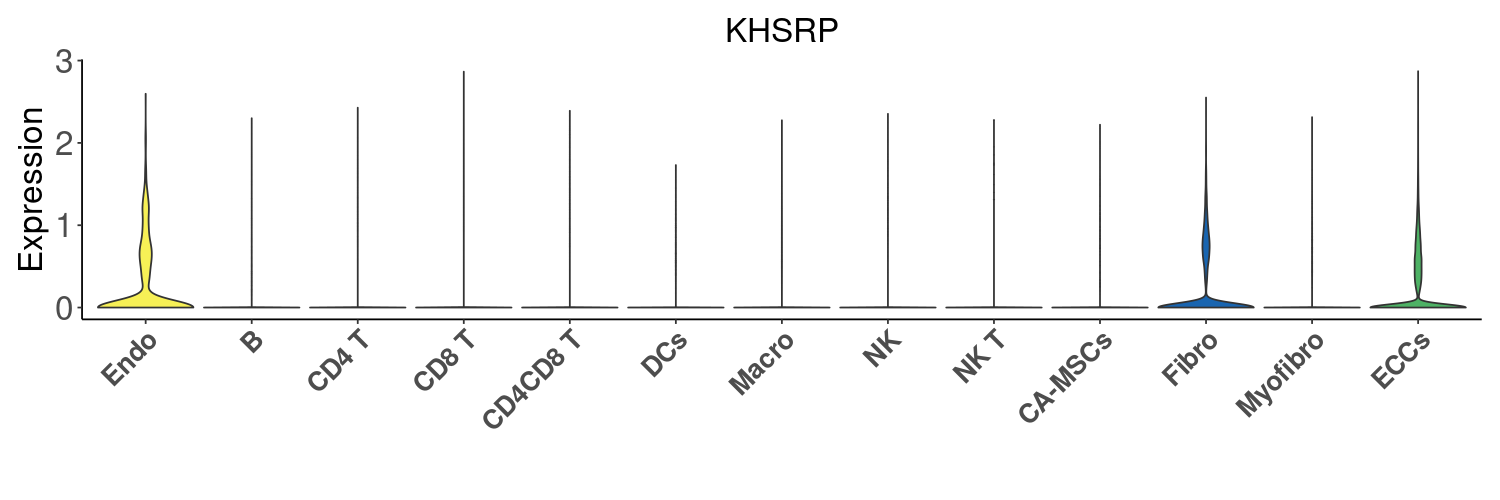 KHSRP
Expression
3
2
1
0
Endo
B
CD4 T
CD8 T
CD4CD8 T
DCs
Macro
NK
NK T
CA-MSCs
Fibro
Myofibro
ECCs